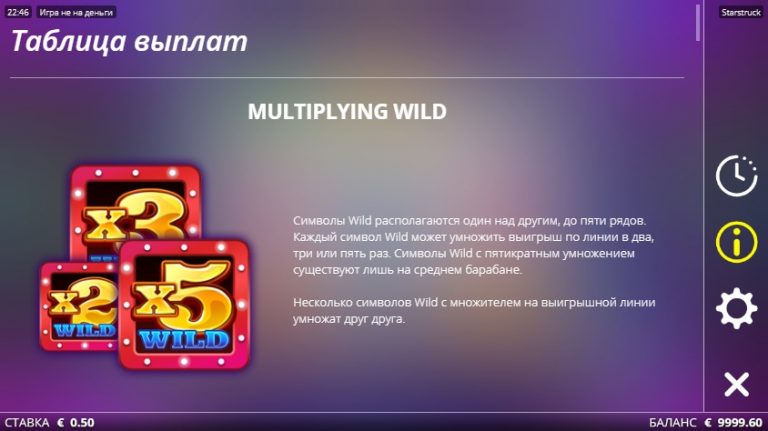 22:46 Игра не на деньги
Starstruck
Таблица выплат
MULTIPLYING WILD
x3
WILD
x2
WILD
x5
WILD
Символы Wild располагаются один над другим, до пяти рядов.
Каждый символ Wild может умножить выигрыш по линии в два,
три или пять раз. Символы Wild с пятикратным умножением
существуют лишь на среднем барабане.
Несколько символов Wild с множителем на выигрышной линии
умножат друг друга.
СТАВКА € 0.50
БАЛАНС € 9999.60